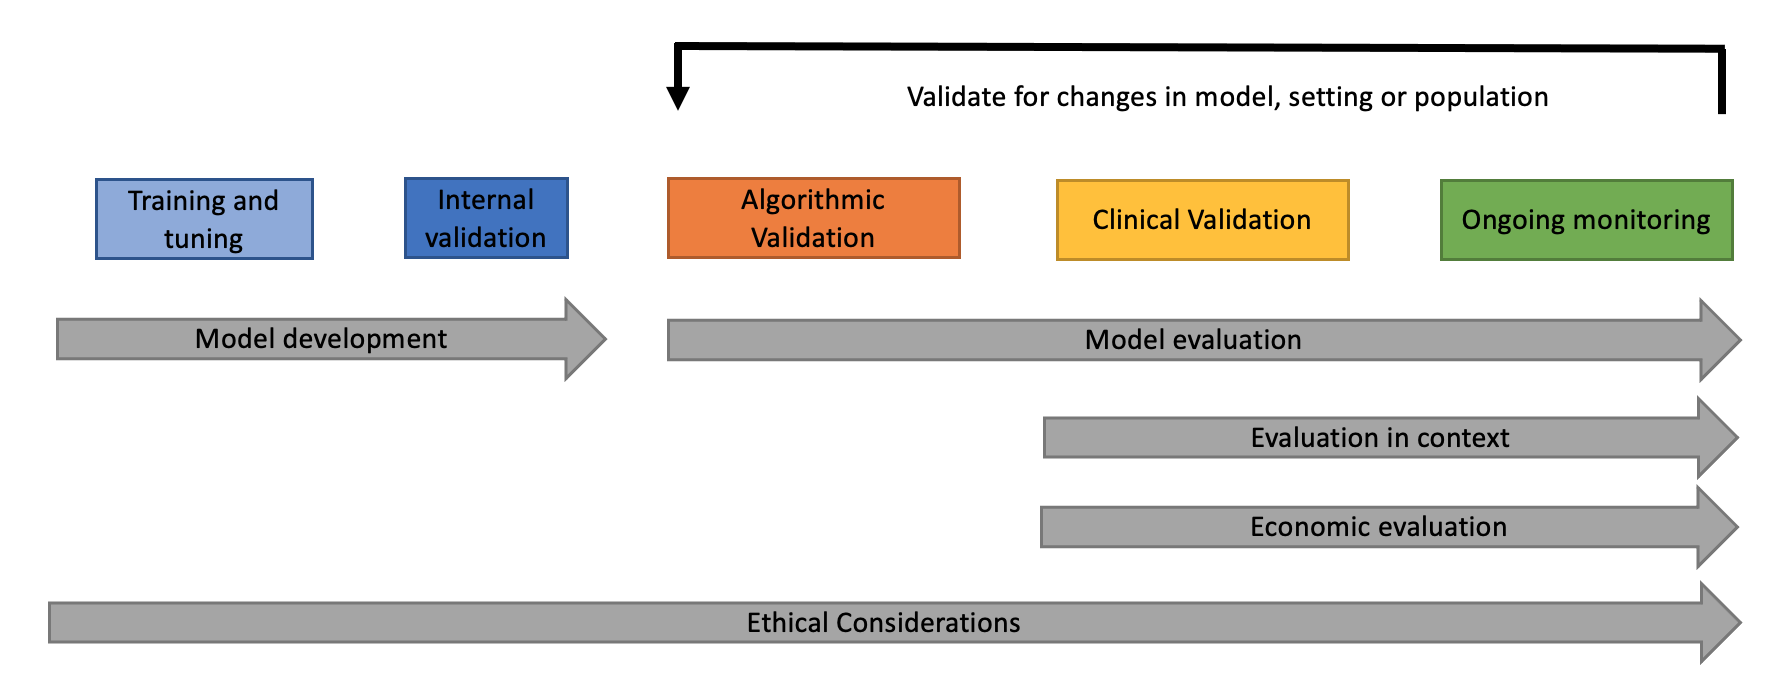 Validate for changes in model, setting or population
Training and
tuning
Internal
validation
Algorithmic
Validation
Clinical Validation
Ongoing monitoring
Model development
Model evaluation
Evaluation in context
Economic evaluation
Ethical Considerations